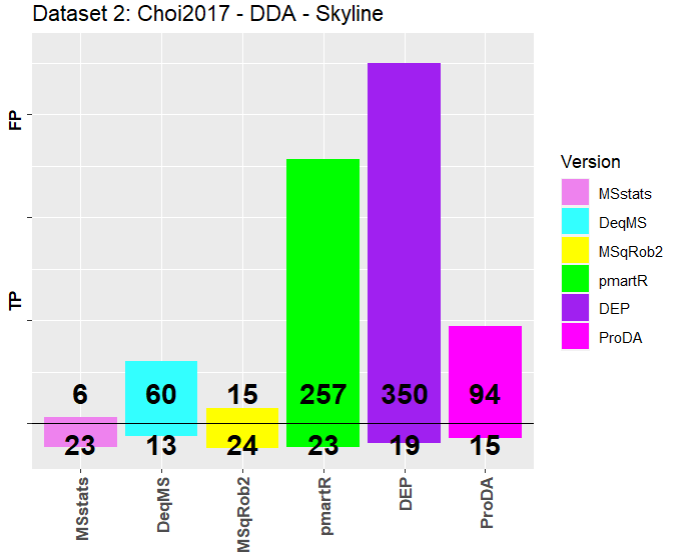 Dataset 2: Choi2017 - DDA - Skyline
FP
TP
6 60 15 257 350 94
23 13 24 23 19 15
MSstats
DeqMS
MSqRob2
pmartR
DEP
ProDA
Version
MSstats
DeqMS
MSqRob2
pmartR
DEP
ProDA